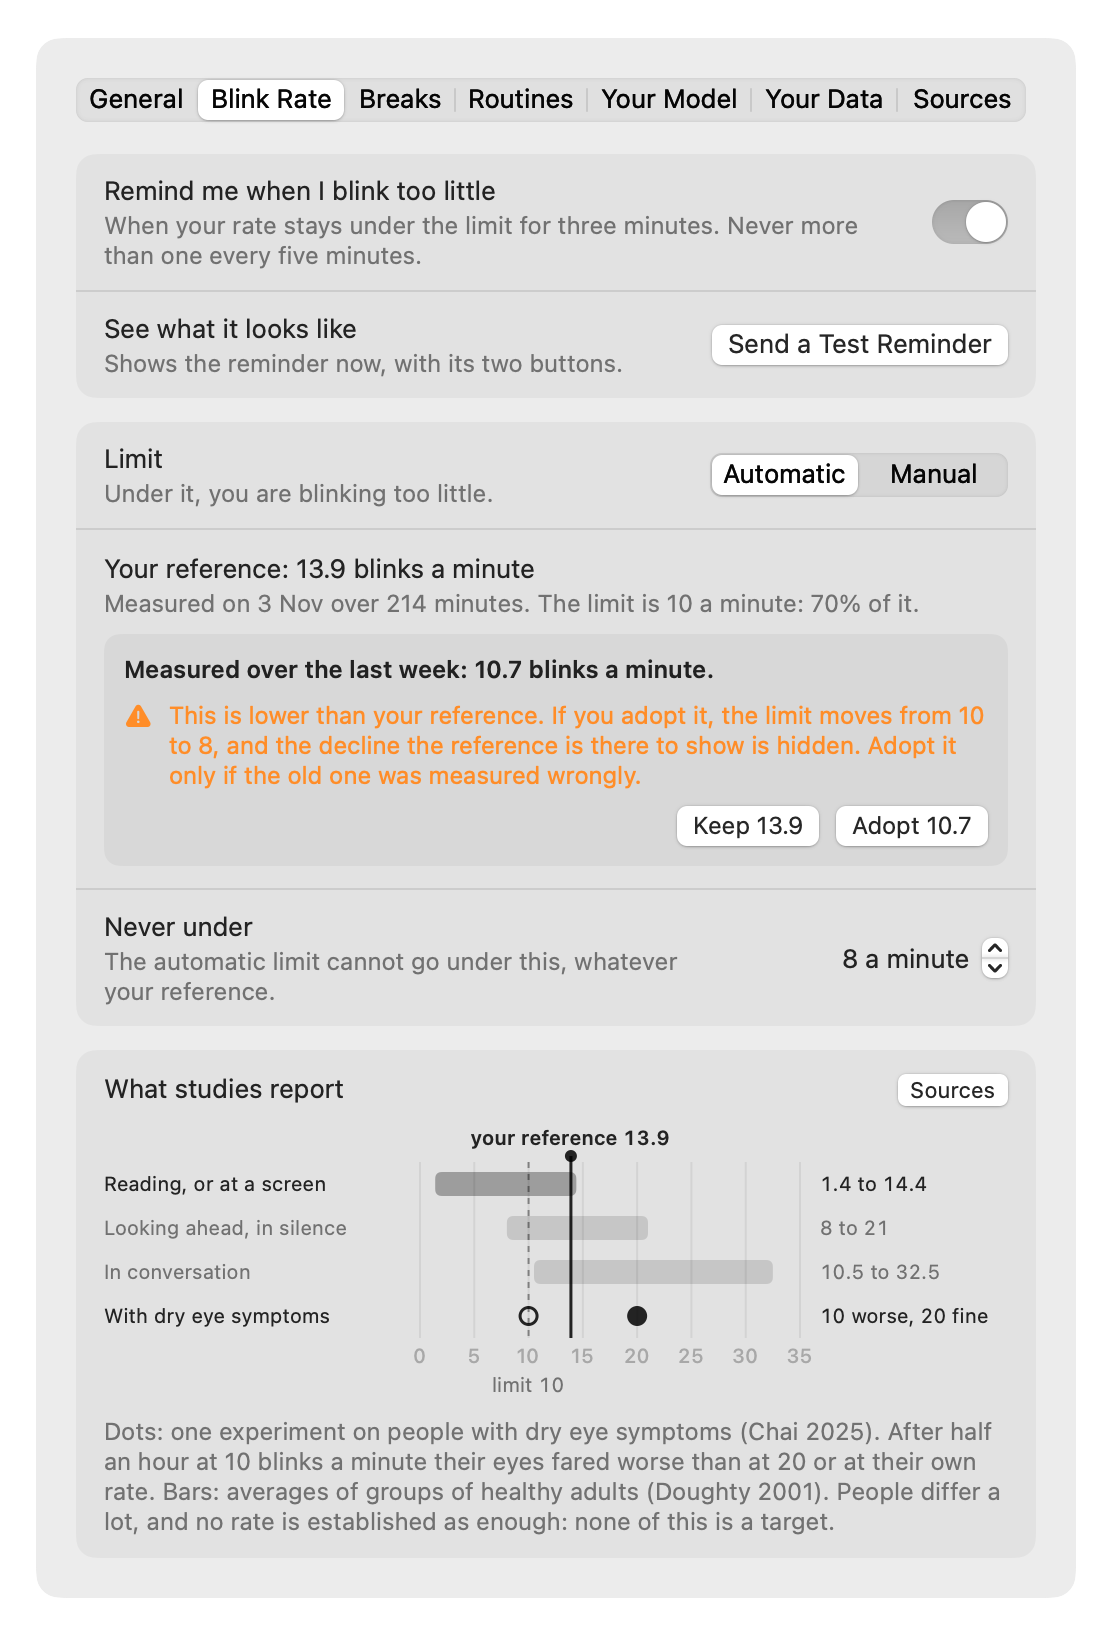 General Blink Rate Breaks Routines Your Model Your Data Sources
Remind me when I blink too little
When your rate stays under the limit for three minutes. Never more
than one every five minutes.
See what it looks like
Shows the reminder now, with its two buttons.
Send a Test Reminder
Limit
Under it, you are blinking too little.
Automatic Manual
Your reference: 13.9 blinks a minute
Measured on 3 Nov over 214 minutes. The limit is 10 a minute: 70% of it.
Measured over the last week: 10.7 blinks a minute.
This is lower than your reference. If you adopt it, the limit moves from 10
to 8, and the decline the reference is there to show is hidden. Adopt it
only if the old one was measured wrongly.
Keep 13.9 Adopt 10.7
Never under
The automatic limit cannot go under this, whatever
your reference.
8 a minute
What studies report
Sources
your reference 13.9
Reading, or at a screen 1.4 to 14.4
Looking ahead, in silence 8 to 21
In conversation 10.5 to 32.5
With dry eye symptoms 10 worse, 20 fine
0 5 10 15 20 25 30 35
limit 10
Dots: one experiment on people with dry eye symptoms (Chai 2025). After half
an hour at 10 blinks a minute their eyes fared worse than at 20 or at their own
rate. Bars: averages of groups of healthy adults (Doughty 2001). People differ a
lot, and no rate is established as enough: none of this is a target.